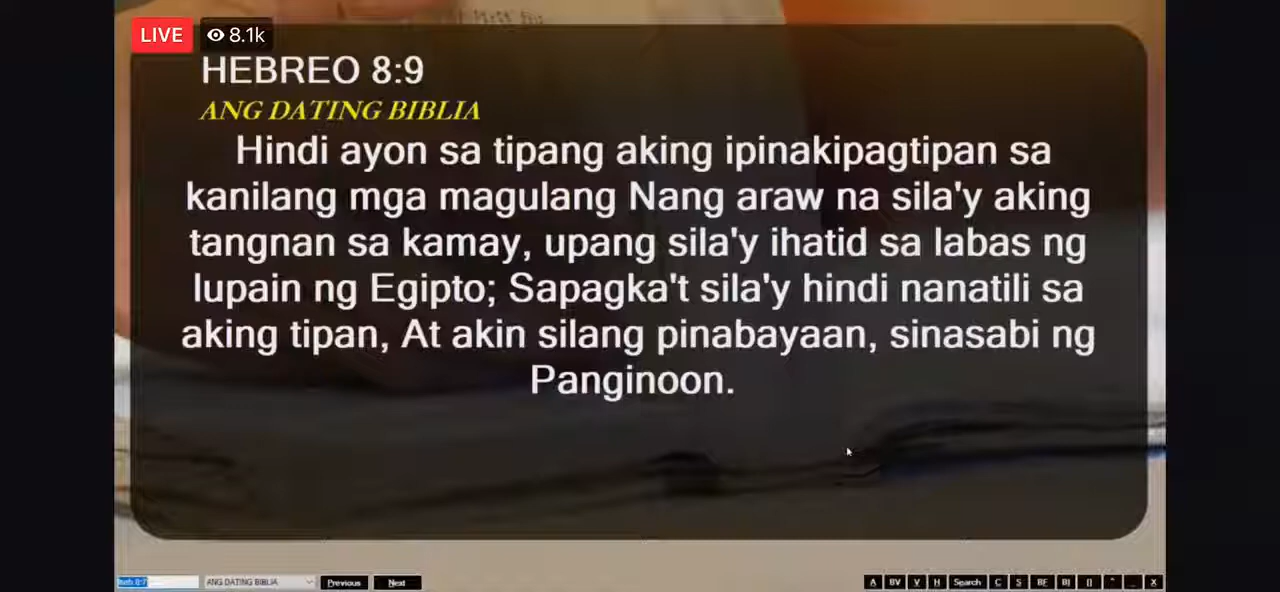 LIVE 8.1k
HEBREO 8:9
ANG DATING BIBLIA
Hindi ayon sa tipang aking ipinakipagtipan sa
kanilang mga magulang Nang araw na sila'y aking
tangnan sa kamay, upang sila'y ihatid sa labas ng
lupain ng Egipto; Sapagka't sila'y hindi nanatili sa
aking tipan, At akin silang pinabayaan, sinasabi ng
Panginoon.
heb 8:7 ANG DATING BIBLIA Previous Next A BV V H Search C S BE BI [] _ X